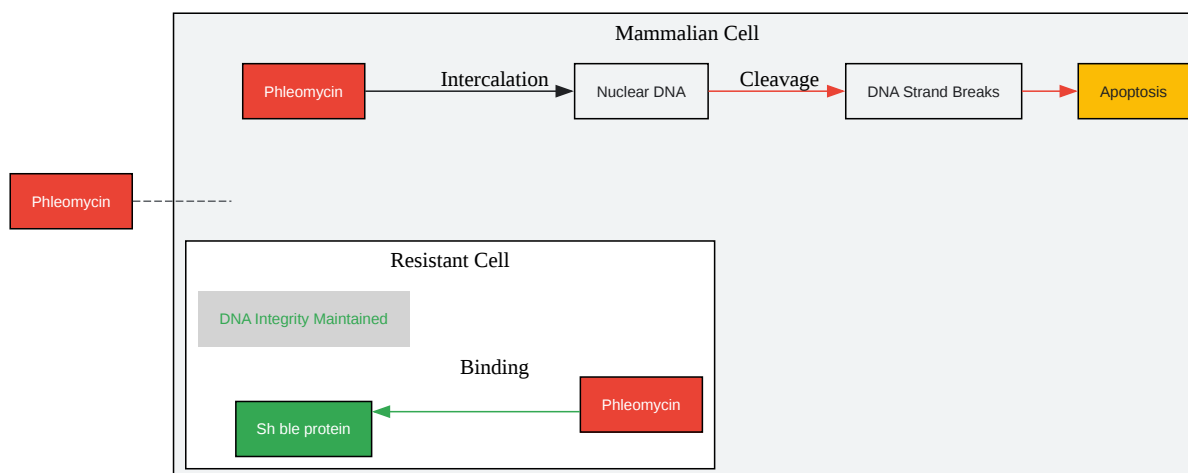 Mammalian Cell
Phleomycin
Intercalation
Nuclear DNA
Cleavage
DNA Strand Breaks
Apoptosis
Phleomycin
Resistant Cell
DNA Integrity Maintained
Binding
Phleomycin
Sh ble protein